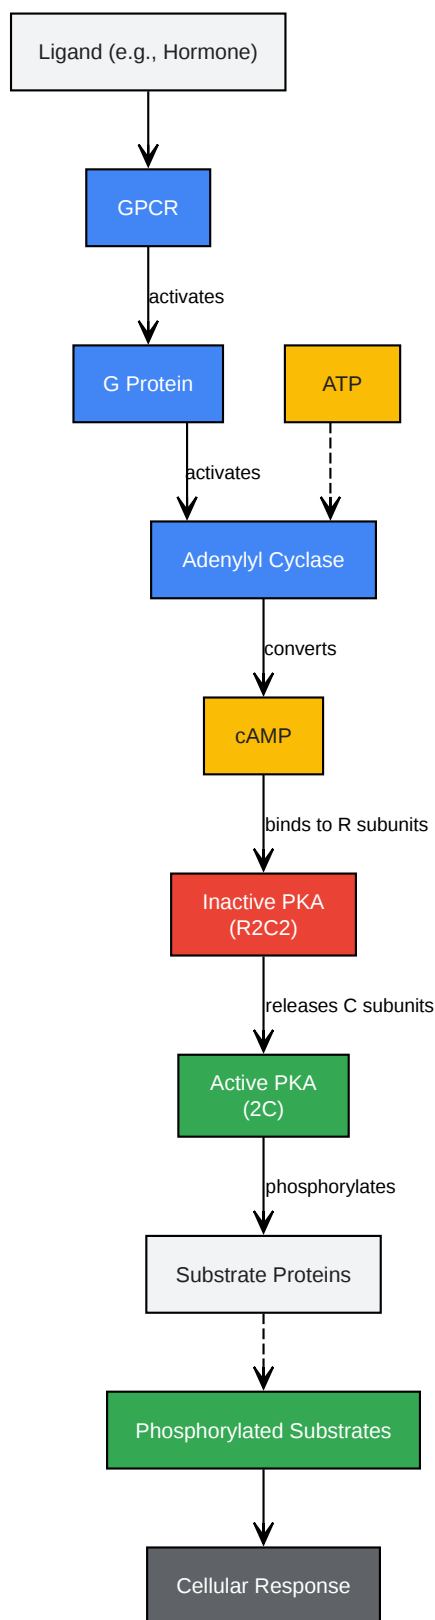 Ligand (e.g., Hormone)
GPCR
activates
G Protein
ATP
activates
Adenylyl Cyclase
converts
cAMP
binds to R subunits
Inactive PKA
(R2C2)
releases C subunits
Active PKA
(2C)
phosphorylates
Substrate Proteins
Phosphorylated Substrates
Cellular Response